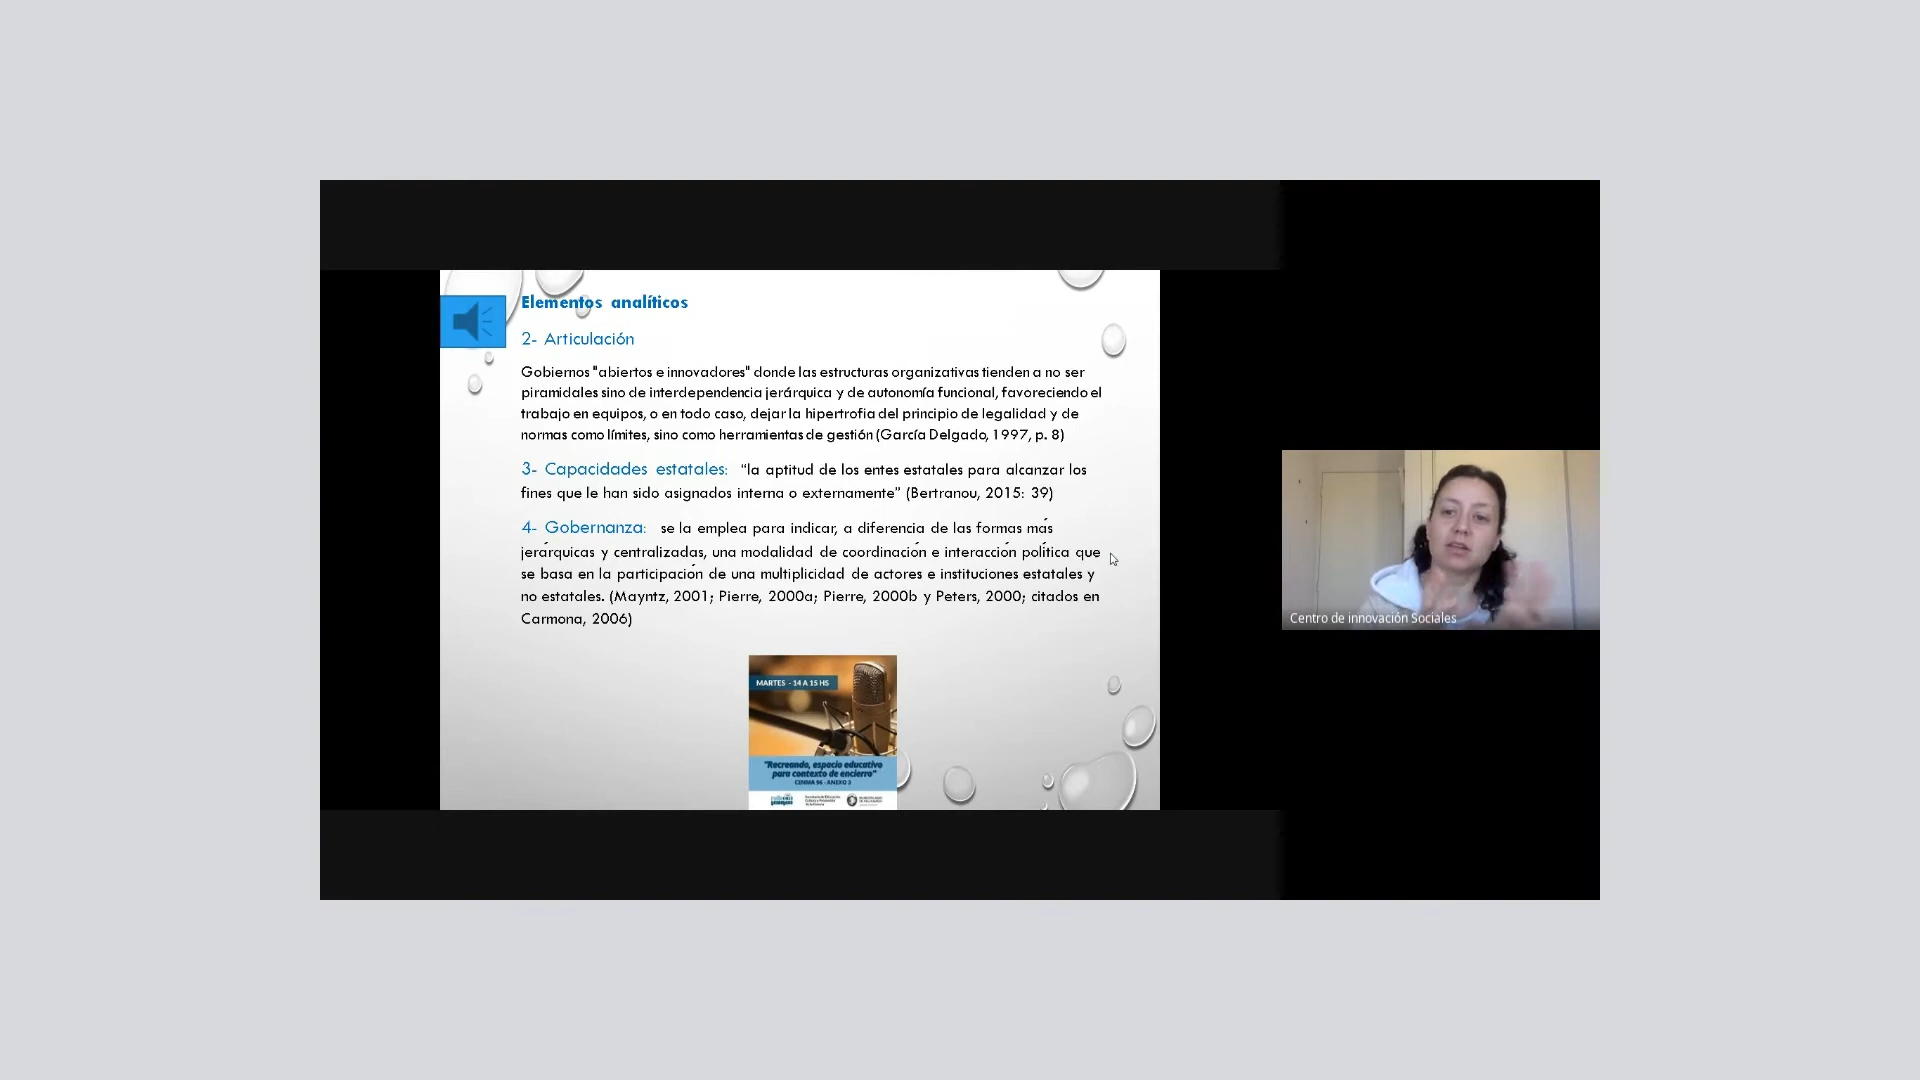 Elementos analíticos
2- Articulación
Gobiernos "abiertos e innovadores" donde las estructuras organizativas tienden a no ser
piramidales sino de interdependencia jerárquica y de autonomía funcional, favoreciendo el
trabajo en equipos, o en todo caso, dejar la hipertrofia del principio de legalidad y de
normas como límites, sino como herramientas de gestión (García Delgado, 1997, p. 8)
3- Capacidades estatales: “la aptitud de los entes estatales para alcanzar los
fines que le han sido asignados interna o externamente” (Bertranou, 2015: 39)
4- Gobernanza: se la emplea para indicar, a diferencia de las formas más
jerárquicas y centralizadas, una modalidad de coordinación e interacción política que
se basa en la participación de una multiplicidad de actores e instituciones estatales y
no estatales. (Mayntz, 2001; Pierre, 2000a; Pierre, 2000b y Peters, 2000; citados en
Carmona, 2006)
MARTES - 14 A 15 HS
"Recreando, espacio educativo
para contexto de encierro"
CENMA 96 - ANEXO 3
Centro de innovación Sociales